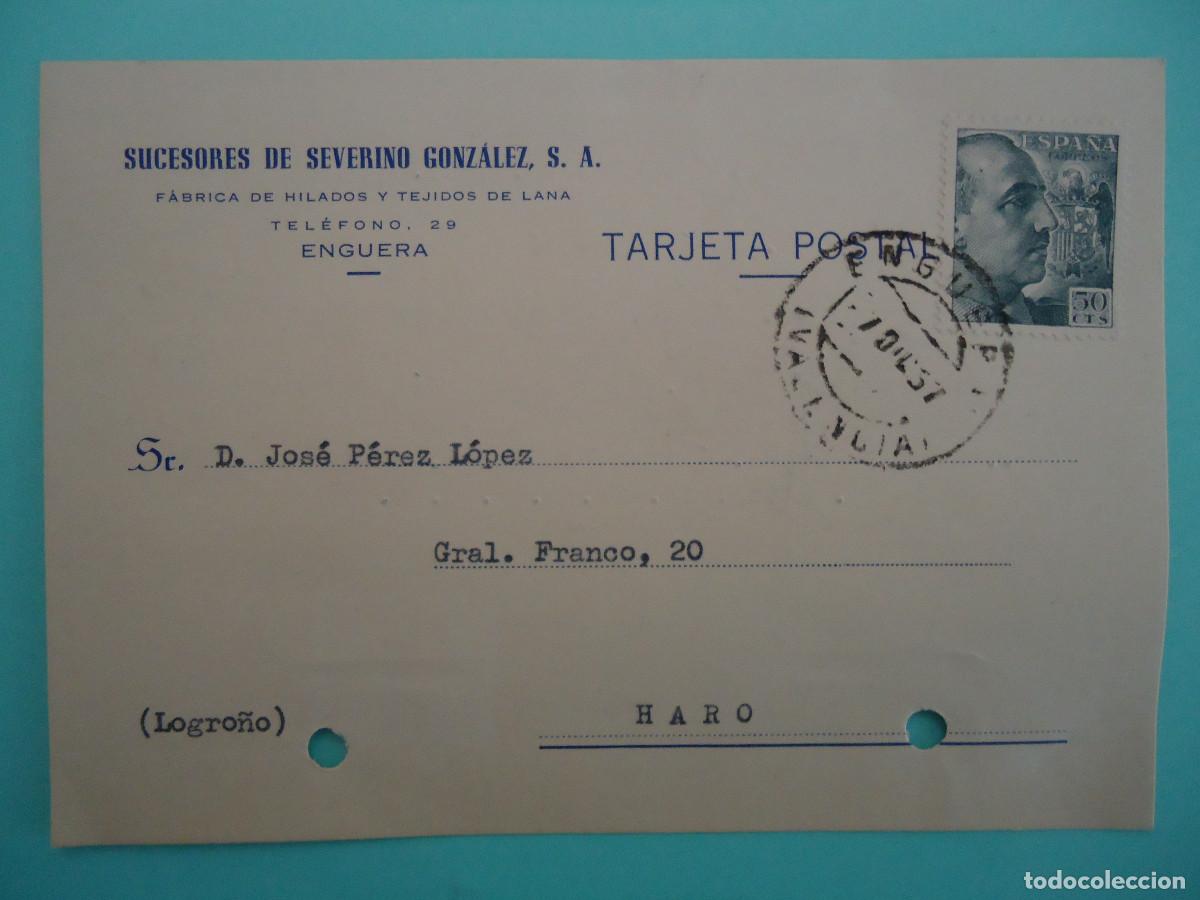 SUCESORES DE SEVERINO GONZÁLEZ, S. A.
FÁBRICA DE HILADOS Y TEJIDOS DE LANA
TELÉFONO, 29
ENGUERA
TARJETA POSTAL
ESPAÑA
CORREOS
50
CTS
Sr. D. José Pérez López
Gral. Franco, 20
(Logroño)
HARO
todocoleccion